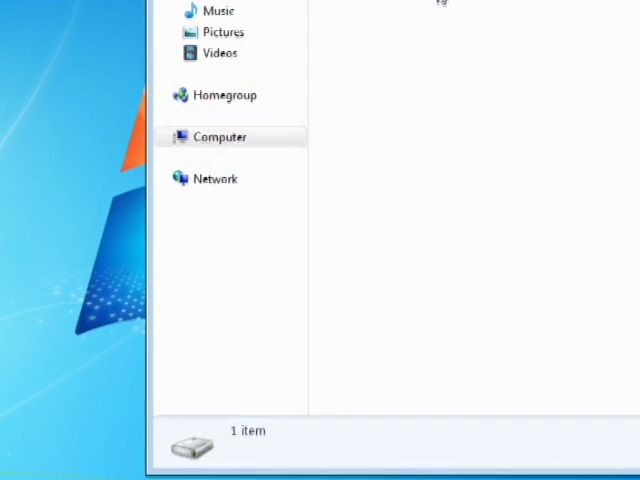 Music
Pictures
Videos
Homegroup
Computer
Network
1 item